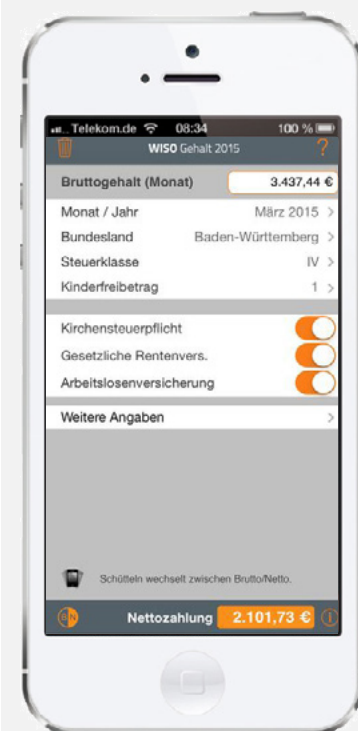 Telekom.de 08:34 100 %
WISO Gehalt 2015 ?
Bruttogehalt (Monat) 3.437,44 €
Monat / Jahr März 2015 >
Bundesland Baden-Württemberg >
Steuerklasse IV >
Kinderfreibetrag 1 >
Kirchensteuerpflicht
Gesetzliche Rentenvers.
Arbeitslosenversicherung
Weitere Angaben >
Schütteln wechselt zwischen Brutto/Netto.
B N Nettozahlung 2.101,73 € i